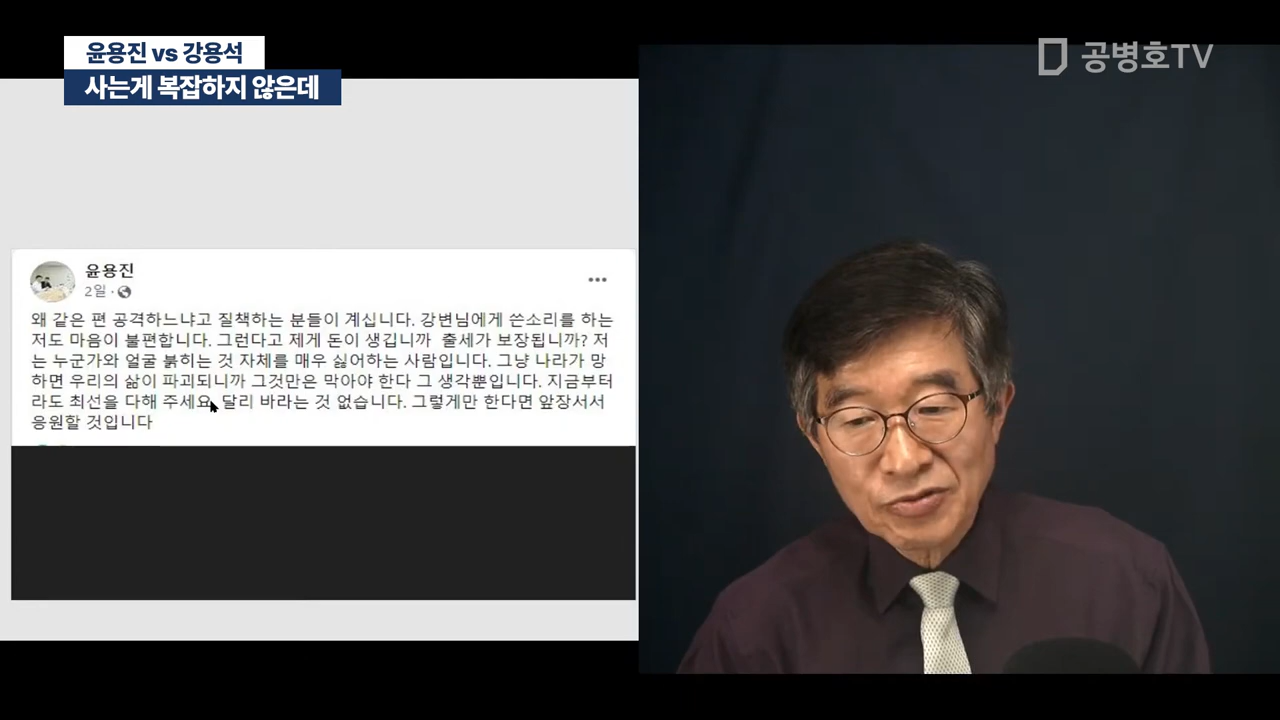 윤용진 vs 강용석
사는게 복잡하지 않은데
공병호TV
윤용진
2일 ·
왜 같은 편 공격하느냐고 질책하는 분들이 계십니다. 강변님에게 쓴소리를 하는
저도 마음이 불편합니다. 그런다고 제게 돈이 생깁니까 출세가 보장됩니까? 저
는 누군가와 얼굴 붉히는 것 자체를 매우 싫어하는 사람입니다. 그냥 나라가 망
하면 우리의 삶이 파괴되니까 그것만은 막아야 한다 그 생각뿐입니다. 지금부터
라도 최선을 다해 주세요. 달리 바라는 것 없습니다. 그렇게만 한다면 앞장서서
응원할 것입니다